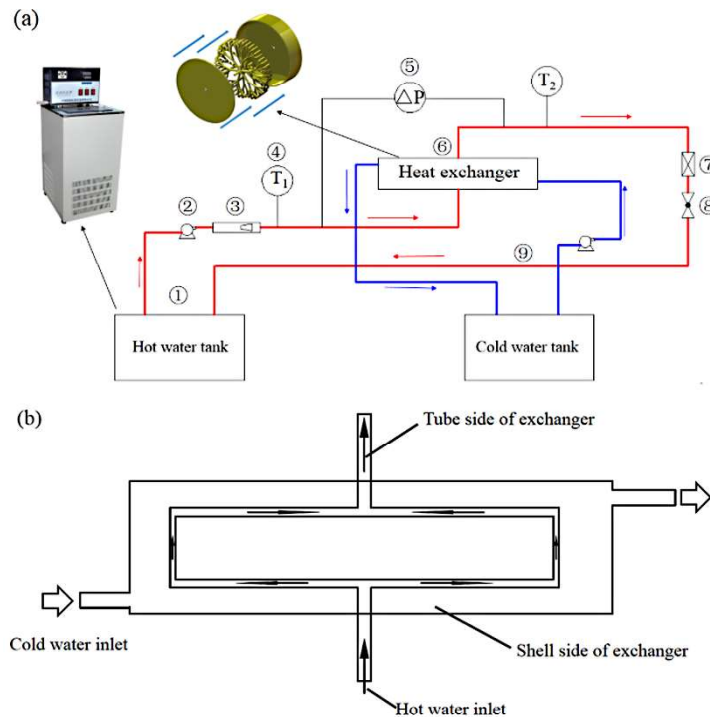 (a)
⑤
△P
T₂
④
T₁
⑥
Heat exchanger
⑦
②
③
⑧
①
⑨
Hot water tank
Cold water tank
(b)
Tube side of exchanger
Cold water inlet
Shell side of exchanger
Hot water inlet